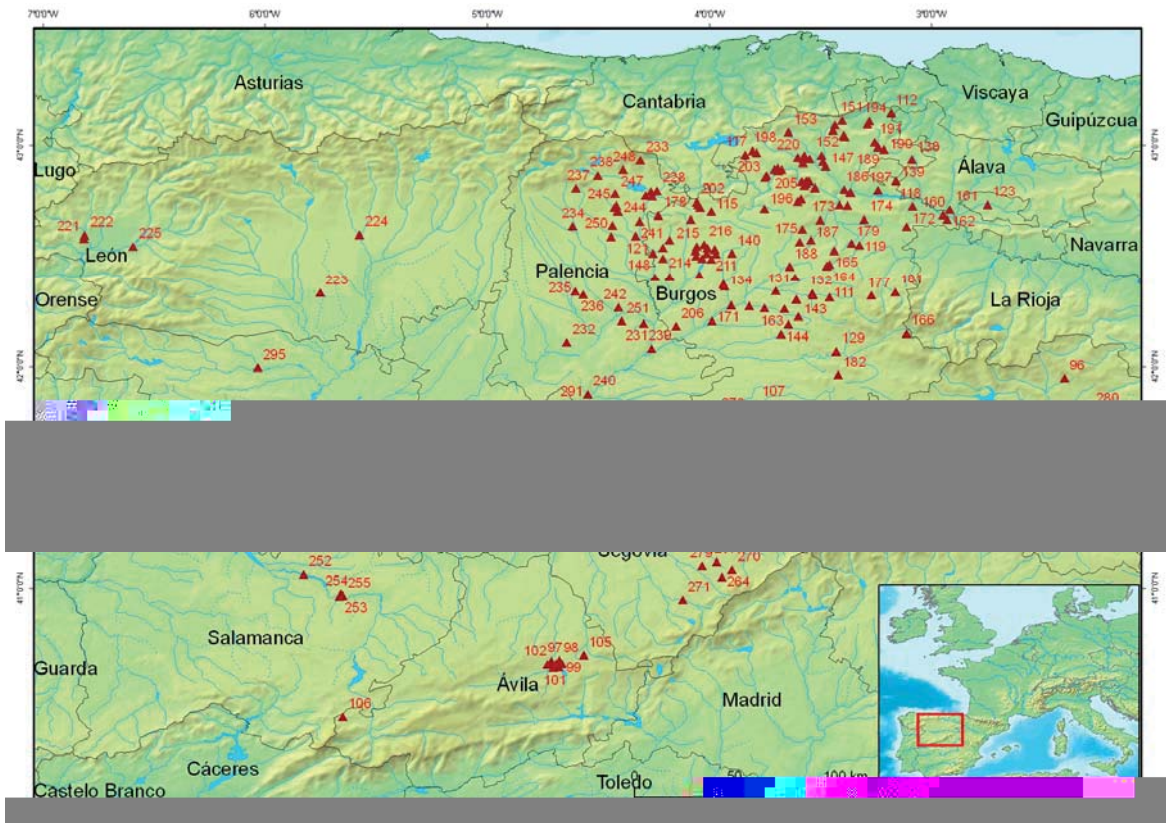 7°0'0"W 6°0'0"W 5°0'0"W 4°0'0"W 3°0'0"W
Asturias
Cantabria
Viscaya
Guipúzcua
Lugo
Álava
León
Palencia
Burgos
Navarra
Orense
La Rioja
151 194 112
153
117 198 220 152 191 190 138
233
248 203 147 189 139
238
237 247 228 202 205 186 197 118
245 178 115 196 160 161 123
244
221 222 234 250 215 216 175 173 174 172 162
225 224 241 187 179
121 140 188 119
148 214 211 165
223 235 134 131 132 164 177 181
236 242 111
251 206 171 163 143 166
232 231 239 144
129
295 182 96
240 107
291 280
252
279 270
254 255 271 264
253
Salamanca
Guarda
102 97 98 105
99
Ávila
101
Madrid
106
Cáceres
Toledo
Castelo Branco
0 50 100 km